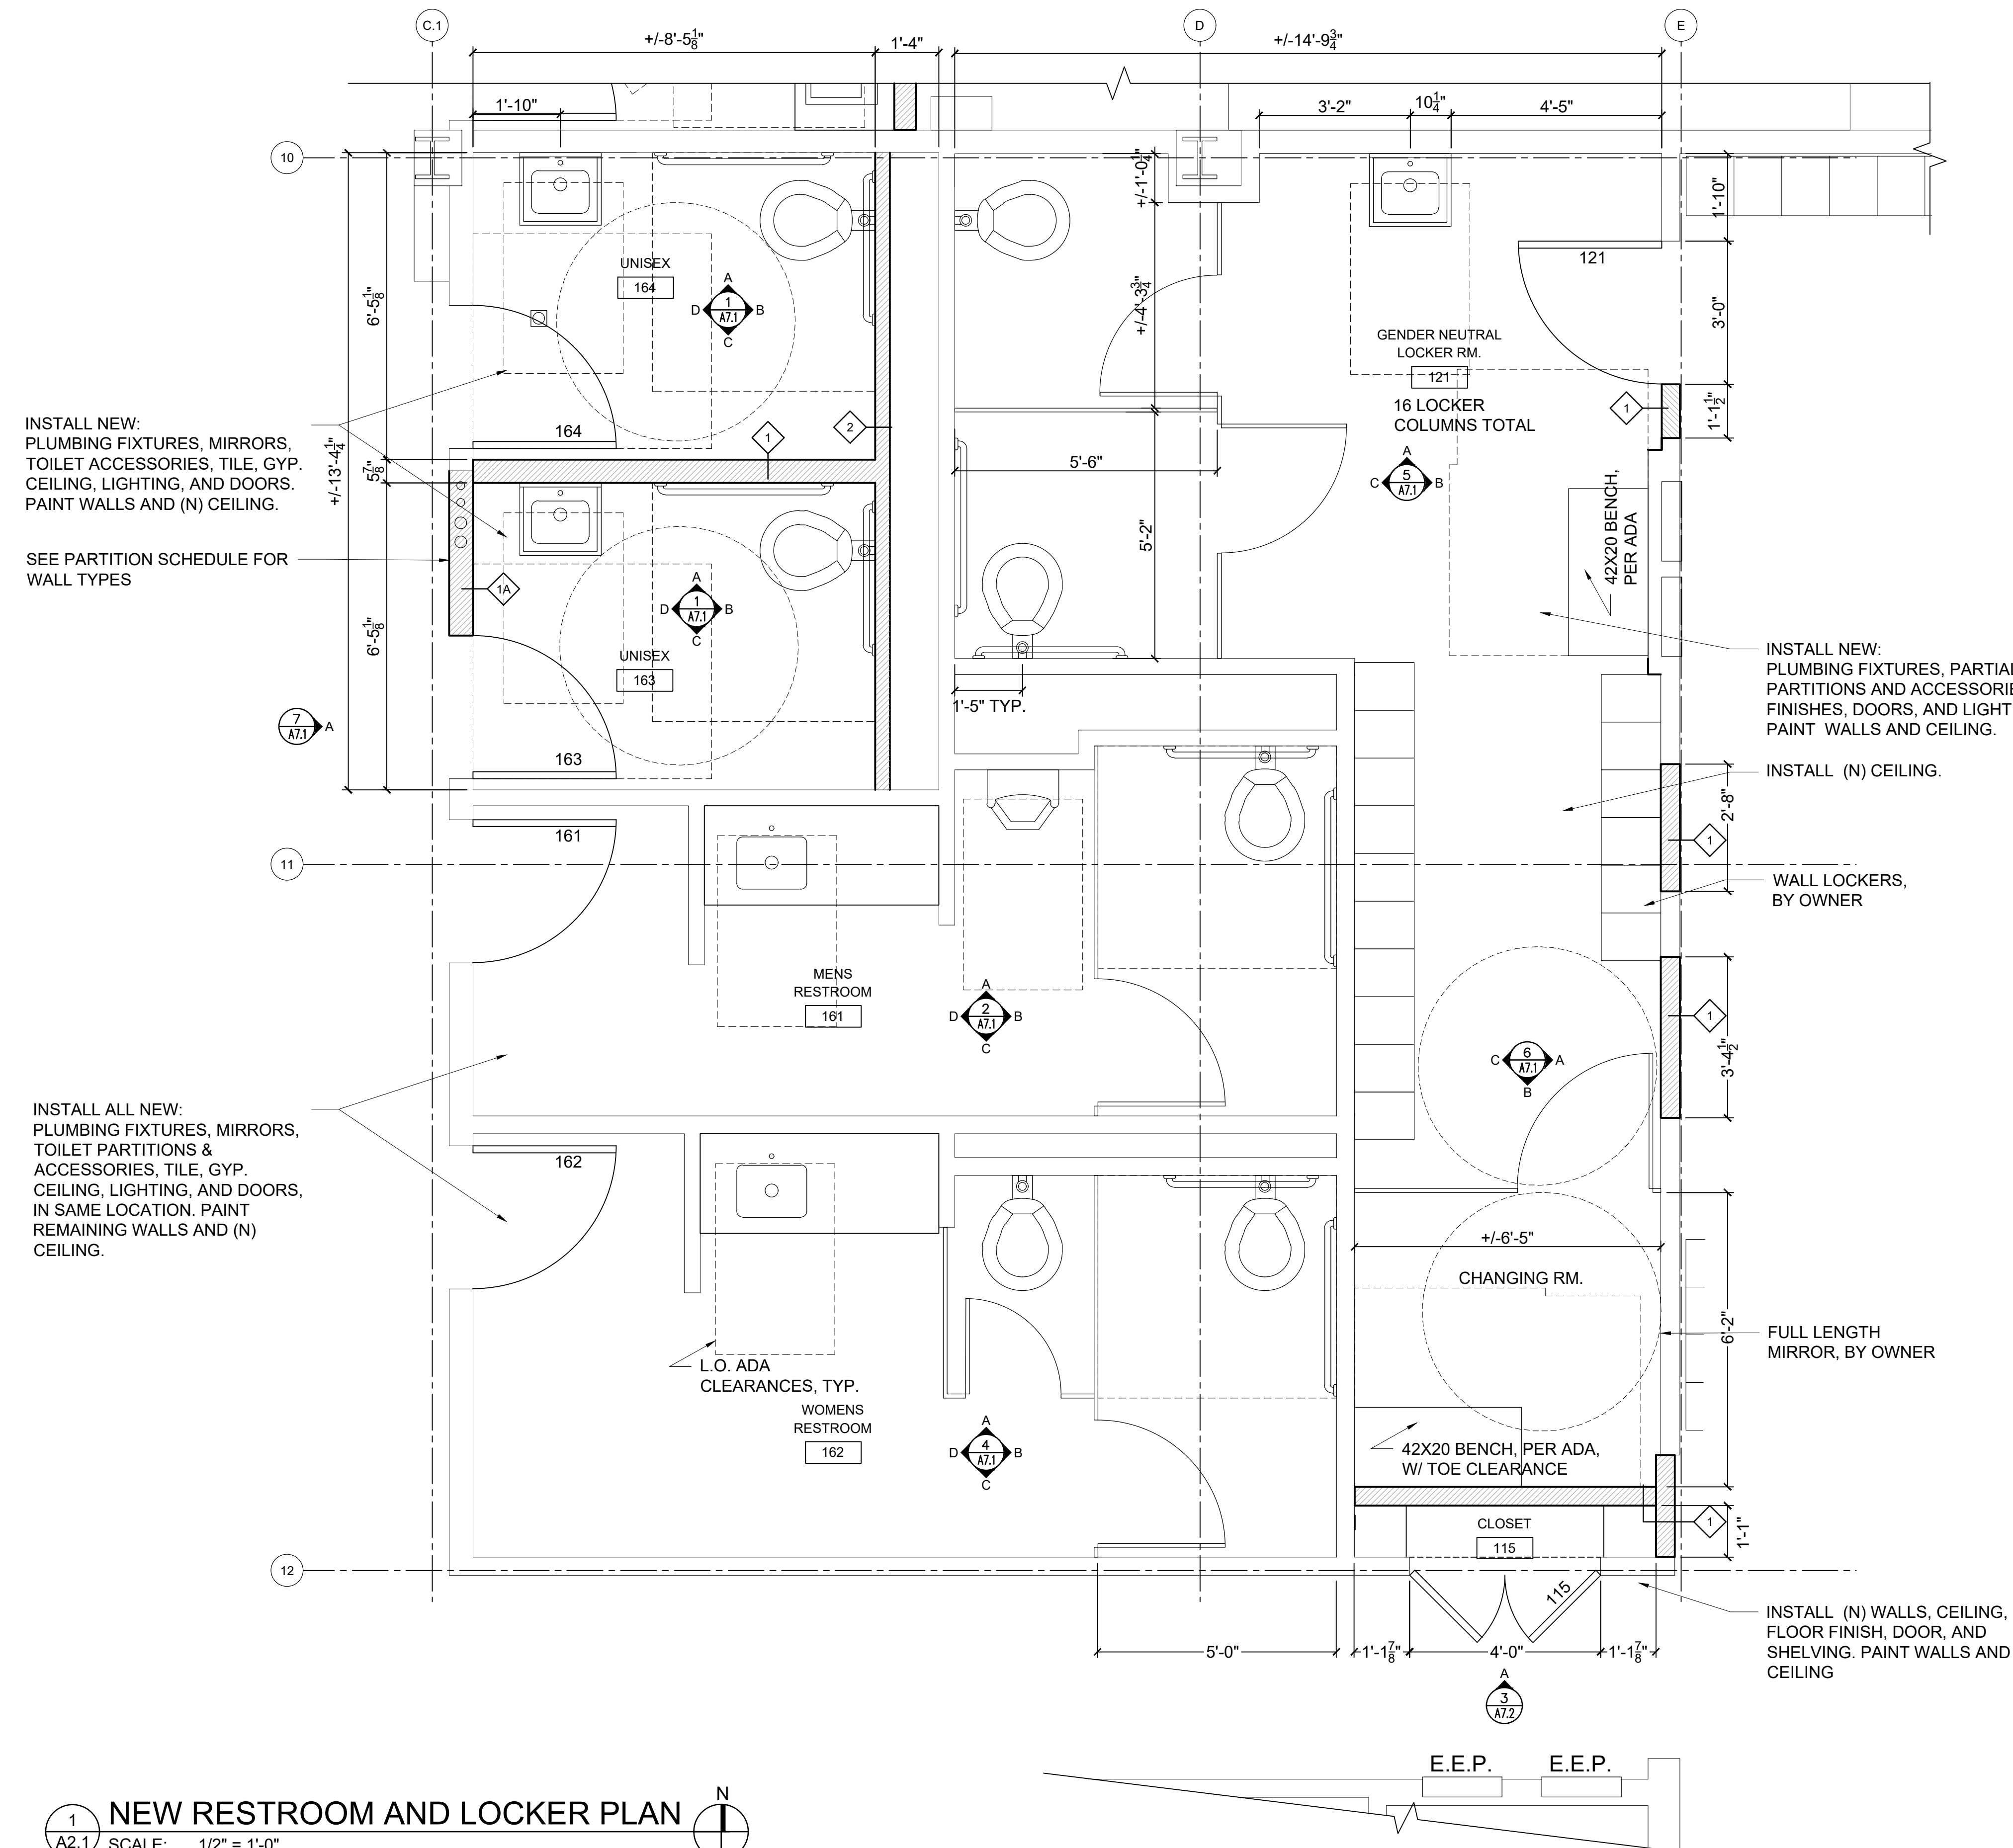 C.1
D
E
+/-8'-5 1/8"
1'-4"
+/-14'-9 3/4"
1'-10"
3'-2"
10 1/4"
4'-5"
10
+/-1'-0 1/4"
1'-10"
121
3'-0"
6'-5 1/8"
UNISEX
164
A
D
1
A7.1
B
C
+/-4'-3 3/4"
GENDER NEUTRAL
LOCKER RM.
121
16 LOCKER
COLUMNS TOTAL
1
1'-1 1/2"
INSTALL NEW:
PLUMBING FIXTURES, MIRRORS,
TOILET ACCESSORIES, TILE, GYP.
CEILING, LIGHTING, AND DOORS.
PAINT WALLS AND (N) CEILING.
164
1
2
+/-13'-4 1/4"
5 7/8"
5'-6"
A
C
5
A7.1
B
42X20 BENCH,
PER ADA
5'-2"
SEE PARTITION SCHEDULE FOR
WALL TYPES
1A
A
D
1
A7.1
B
C
6'-5 1/8"
UNISEX
163
INSTALL NEW:
PLUMBING FIXTURES,
PARTITIONS AND
FINISHES, DOORS, AND
PAINT WALLS AND CEILING.
1'-5" TYP.
7
A7.1
A
163
INSTALL (N) CEILING.
2'-8"
161
1
11
WALL LOCKERS,
BY OWNER
MENS
RESTROOM
161
A
D
2
A7.1
B
C
1
C
6
A7.1
A
B
3'-4 1/2"
INSTALL ALL NEW:
PLUMBING FIXTURES, MIRRORS,
TOILET PARTITIONS &
ACCESSORIES, TILE, GYP.
CEILING, LIGHTING, AND DOORS,
IN SAME LOCATION. PAINT
REMAINING WALLS AND (N)
CEILING.
162
+/-6'-5"
CHANGING RM.
6'-2"
FULL LENGTH
MIRROR, BY OWNER
L.O. ADA
CLEARANCES, TYP.
WOMENS
RESTROOM
162
A
D
4
A7.1
B
C
42X20 BENCH, PER ADA,
W/ TOE CLEARANCE
CLOSET
115
1
1'-1"
12
115
INSTALL (N) WALLS, CEILING,
FLOOR FINISH, DOOR, AND
SHELVING. PAINT WALLS AND
CEILING
5'-0"
1'-1 7/8"
4'-0"
1'-1 7/8"
A
3
A7.2
E.E.P.
E.E.P.
1
A2.1
NEW RESTROOM AND LOCKER PLAN
N
SCALE: 1/2" = 1'-0"